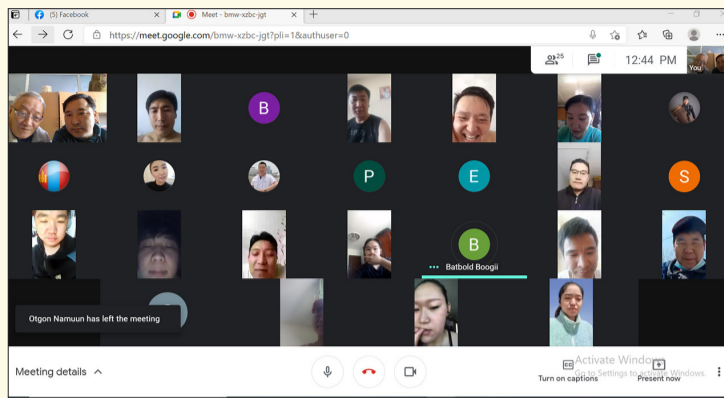 (5) Facebook
Meet - bmw-xzbc-jgt
https://meet.google.com/bmw-xzbc-jgt?pli=1&authuser=0
25
12:44 PM
You
B
P
E
S
B
Batbold Boogii
Otgon Namuun has left the meeting
Meeting details
Turn on captions
Present now
Activate Windows
Go to Settings to activate Windows.